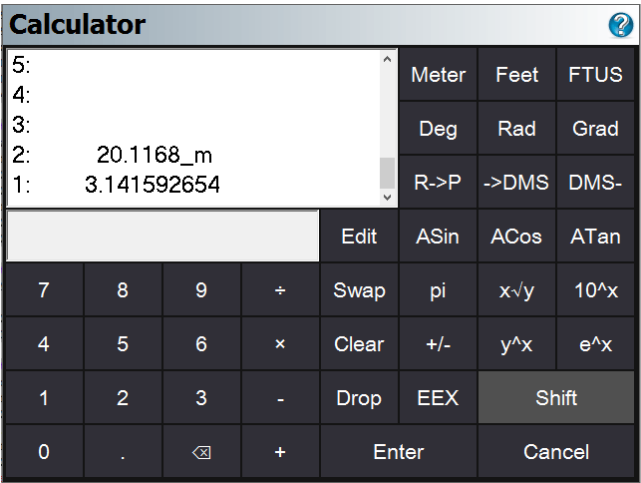 Calculator ?
5:
4:
3:
2: 20.1168_m
1: 3.141592654
Meter Feet FTUS
Deg Rad Grad
R->P ->DMS DMS-
Edit ASin ACos ATan
7 8 9 ÷ Swap pi x√y 10^x
4 5 6 × Clear +/- y^x e^x
1 2 3 - Drop EEX Shift
0 . ⌫ + Enter Cancel